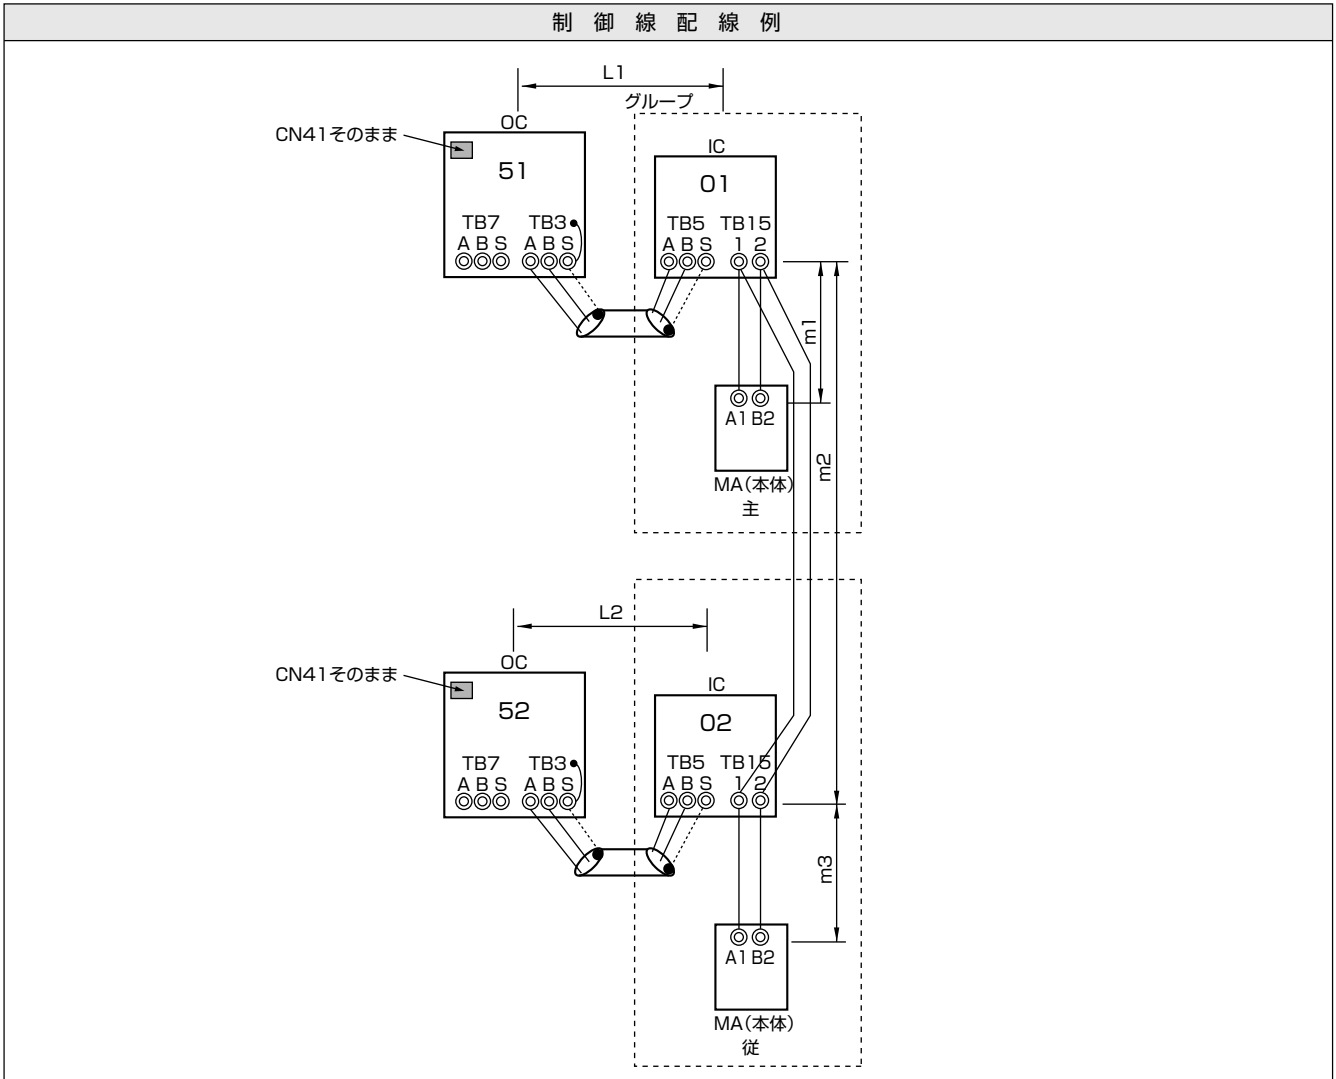 制御線配線例
L1
グループ
OC
CN41そのまま
IC
51
01
TB7 TB3
TB5 TB15
A B S A B S
A B S 1 2
m1
A1 B2
m2
MA(本体)
主
L2
OC
CN41そのまま
IC
52
02
TB7 TB3
TB5 TB15
A B S A B S
A B S 1 2
m3
A1 B2
MA(本体)
従